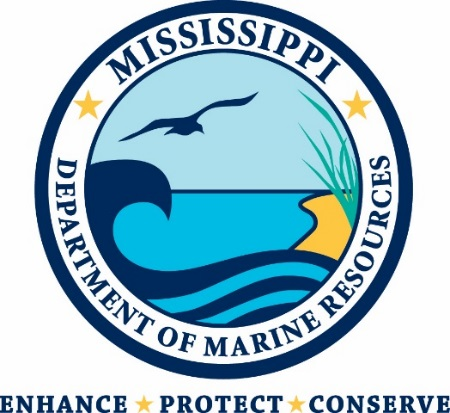 MISSISSIPPI
DEPARTMENT OF MARINE RESOURCES
ENHANCE ★ PROTECT ★ CONSERVE